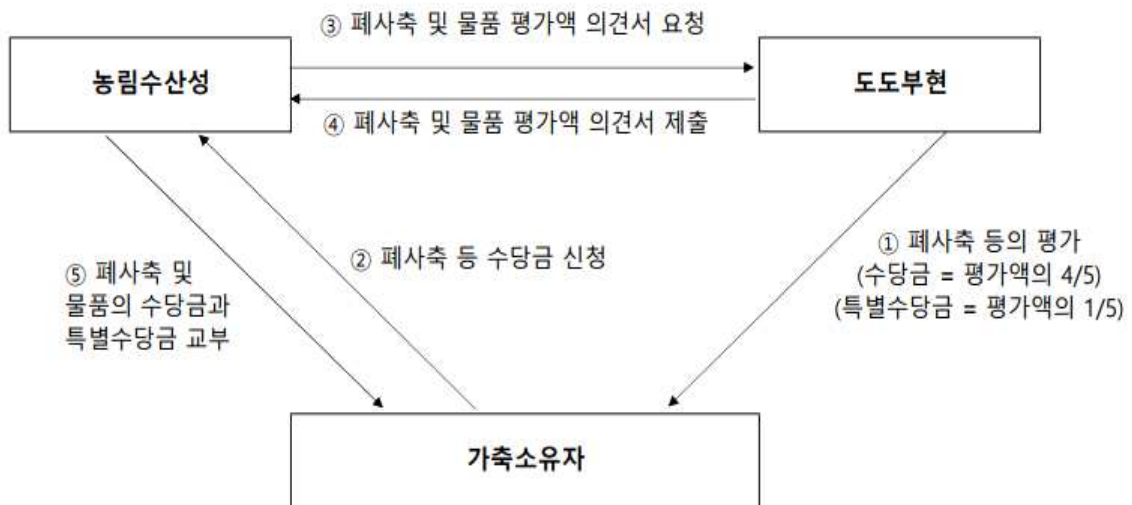 ③ 폐사축 및 물품 평가액 의견서 요청
농림수산성
도도부현
④ 폐사축 및 물품 평가액 의견서 제출
① 폐사축 등의 평가
(수당금 = 평가액의 4/5)
(특별수당금 = 평가액의 1/5)
② 폐사축 등 수당금 신청
⑤ 폐사축 및
물품의 수당금과
특별수당금 교부
가축소유자